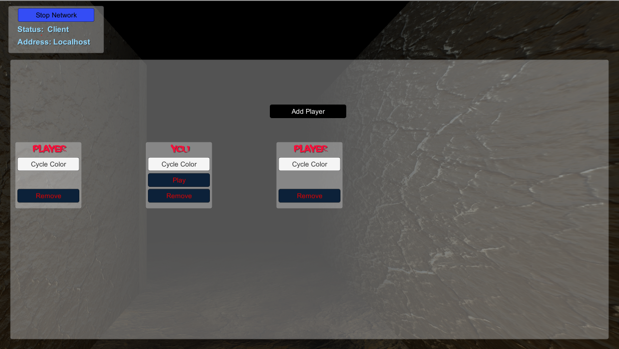 Stop Network
Status: Client
Address: Localhost
Add Player
PLAYER
Cycle Color
Remove
YOU
Cycle Color
Play
Remove
PLAYER
Cycle Color
Remove